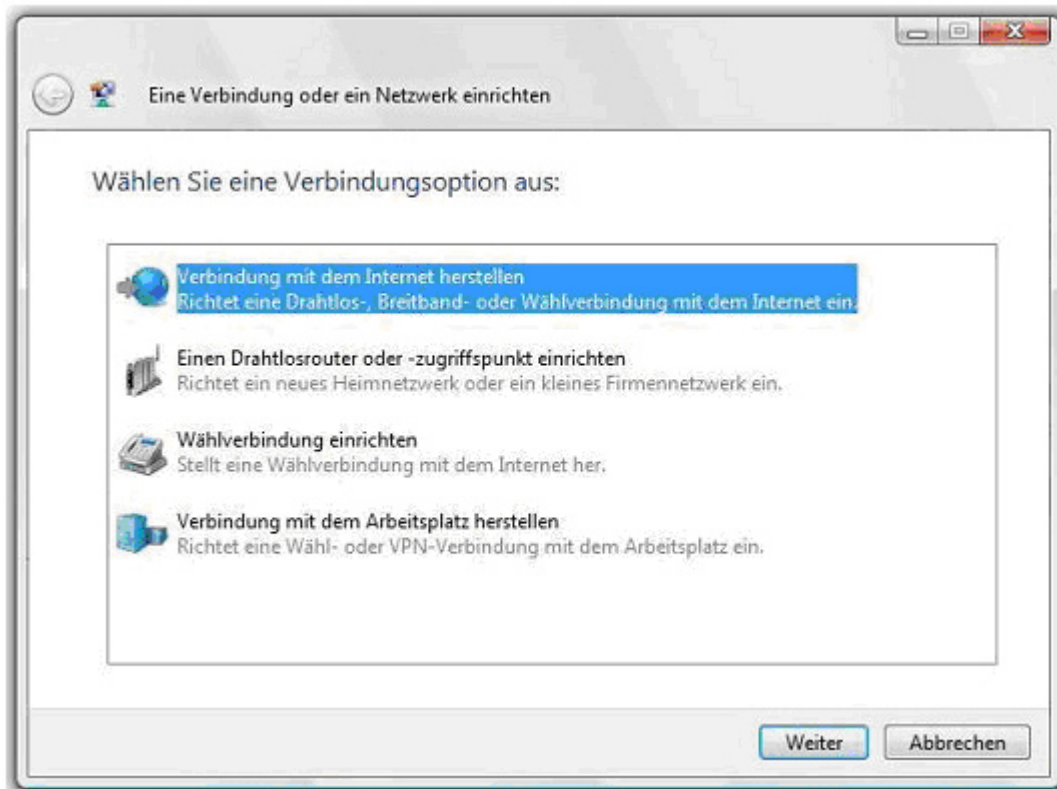 Eine Verbindung oder ein Netzwerk einrichten
Wählen Sie eine Verbindungsoption aus:
Verbindung mit dem Internet herstellen
Richtet eine Drahtlos-, Breitband- oder Wählverbindung mit dem Internet ein.
Einen Drahtlosrouter oder -zugriffspunkt einrichten
Richtet ein neues Heimnetzwerk oder ein kleines Firmennetzwerk ein.
Wählverbindung einrichten
Stellt eine Wählverbindung mit dem Internet her.
Verbindung mit dem Arbeitsplatz herstellen
Richtet eine Wähl- oder VPN-Verbindung mit dem Arbeitsplatz ein.
Weiter
Abbrechen